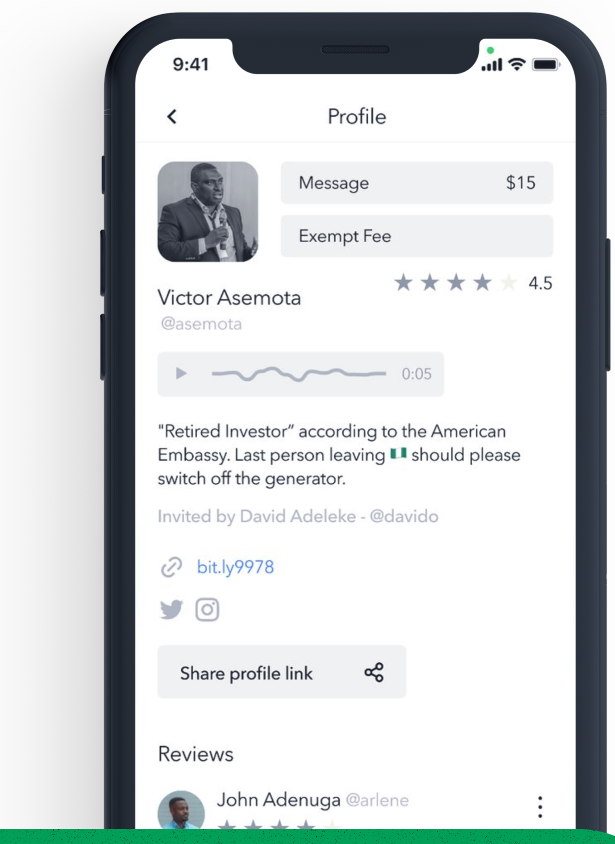 9:41
Profile
Message $15
Exempt Fee
4.5
Victor Asemota
@asemota
0:05
"Retired Investor” according to the American
Embassy. Last person leaving 🇳🇬 should please
switch off the generator.
Invited by David Adeleke - @davido
bit.ly9978
Share profile link
Reviews
John Adenuga @arlene